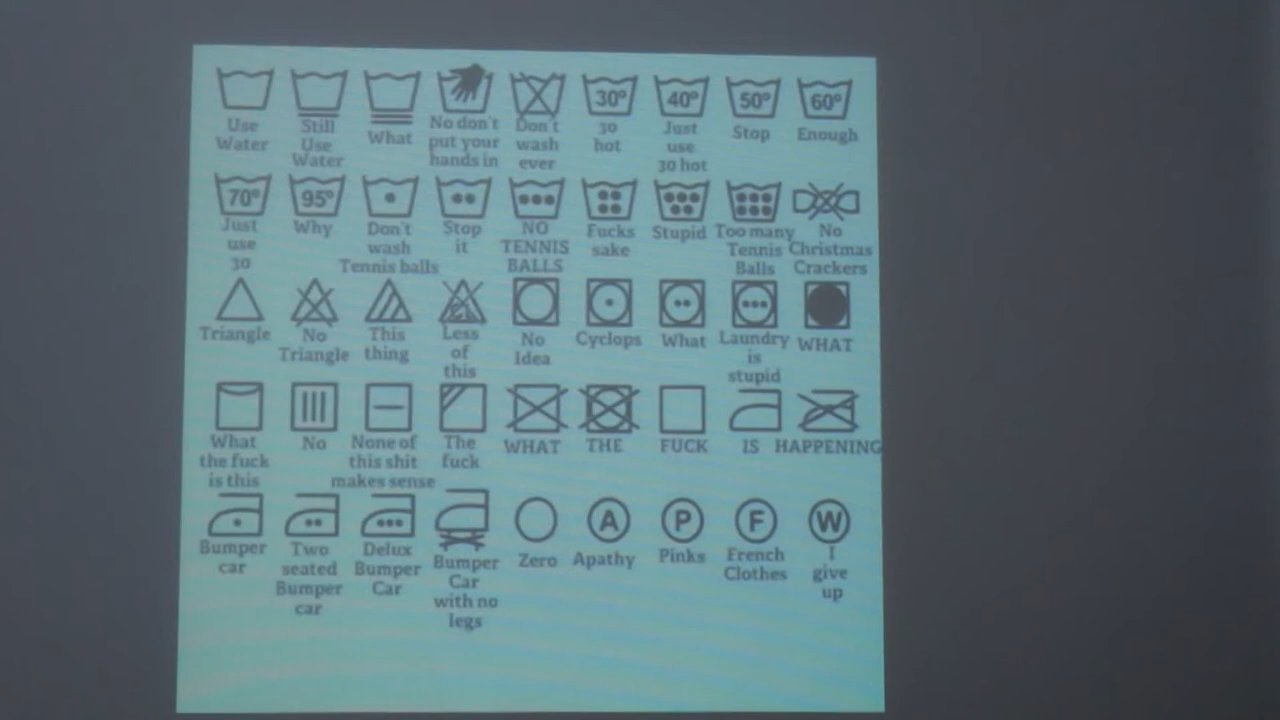 Use Water
Still Use Water
What
No don't put your hands in
Don't wash ever
30°
30 hot
40°
Just use 30 hot
50°
Stop
60°
Enough
70°
Just use 30
95°
Why
Don't wash Tennis balls
Stop it
NO TENNIS BALLS
Fucks sake
Stupid
Too many Tennis Balls
No Christmas Crackers
Triangle
No Triangle
This thing
Less of this
No Idea
Cyclops
What
Laundry is stupid
WHAT
What the fuck is this
No
None of this shit makes sense
The fuck
WHAT
THE
FUCK
IS
HAPPENING
Bumper car
Two seated Bumper car
Delux Bumper Car
Bumper Car with no legs
Zero
A
Apathy
P
Pinks
F
French Clothes
W
I give up